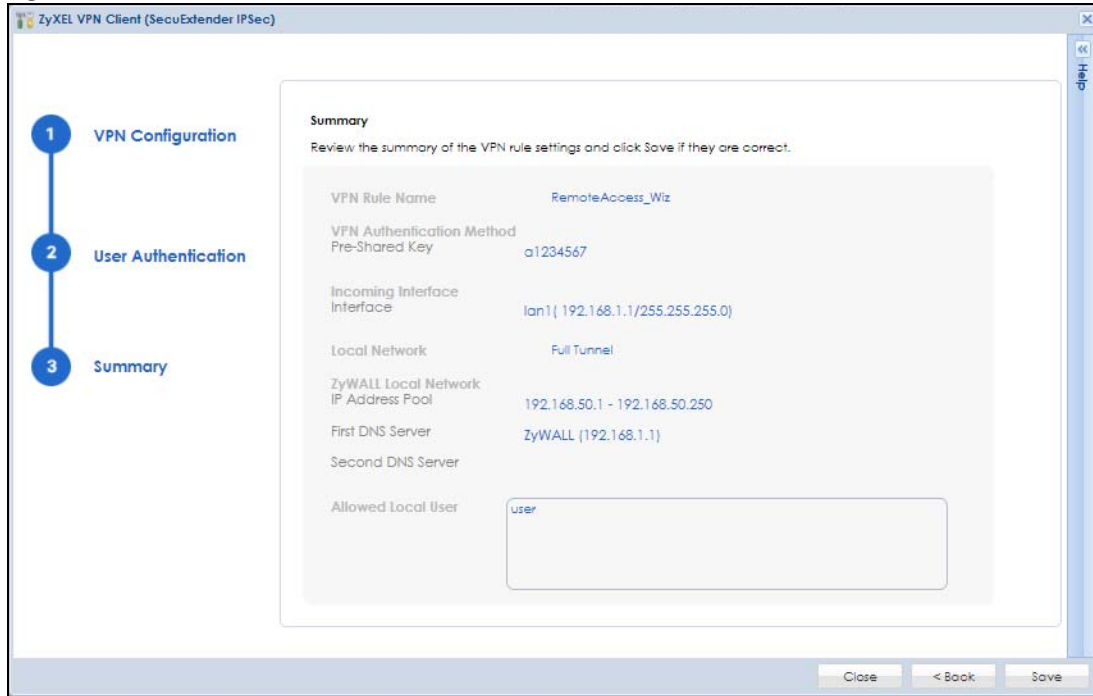 ZyXEL VPN Client (SecuExtender IPSec)
Help
1 VPN Configuration
2 User Authentication
3 Summary
Summary
Review the summary of the VPN rule settings and click Save if they are correct.
VPN Rule Name RemoteAccess_Wiz
VPN Authentication Method
Pre-Shared Key a1234567
Incoming Interface
Interface lan1( 192.168.1.1/255.255.255.0)
Local Network Full Tunnel
ZyWALL Local Network
IP Address Pool 192.168.50.1 - 192.168.50.250
First DNS Server ZyWALL (192.168.1.1)
Second DNS Server
Allowed Local User user
Close < Back Save